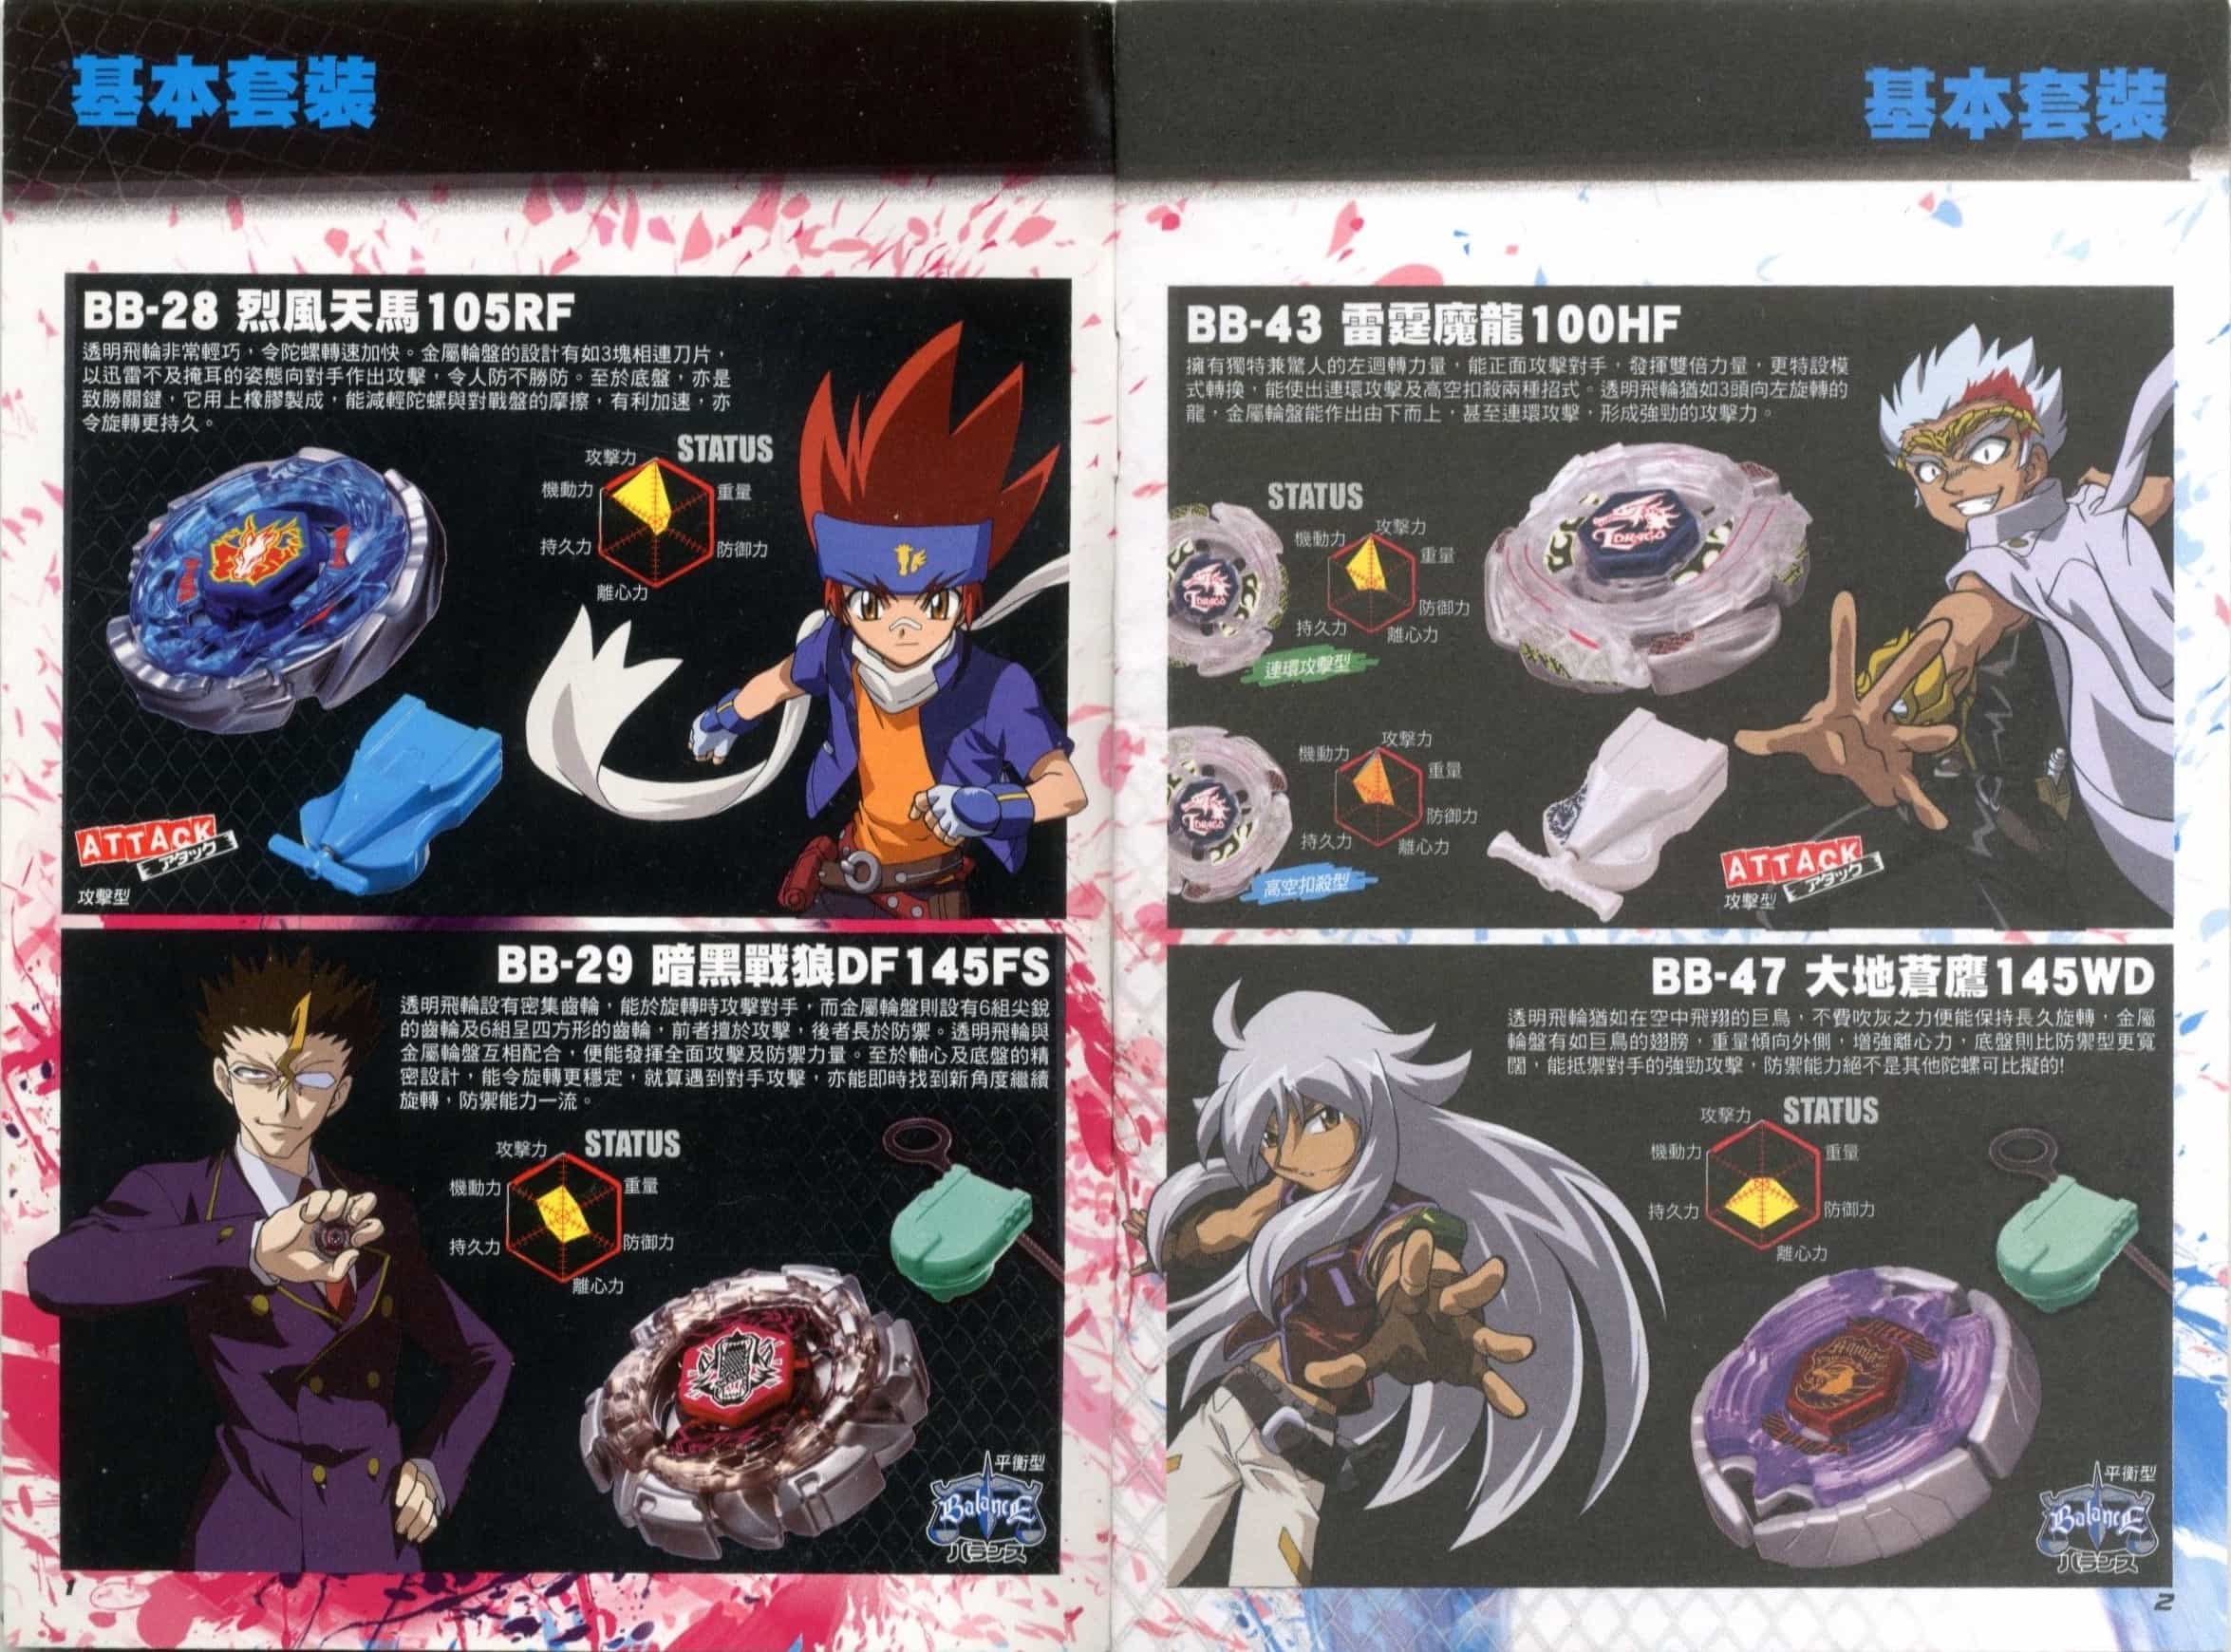 基本套裝
BB-28 烈風天馬105RF
透明飛輪非常輕巧，令陀螺轉速加快。金屬輪盤的設計有如3塊相連刀片，
以迅雷不及掩耳的姿態向對手作出攻擊，令人防不勝防。至於底盤，亦是
致勝關鍵，它用上橡膠製成，能減輕陀螺與對戰盤的摩擦，有利加速，亦
令旋轉更持久。
STATUS
攻擊力
機動力
重量
持久力
防御力
離心力
ATTACK
アタック
攻擊型
BB-29 暗黑戰狼DF145FS
透明飛輪設有密集齒輪，能於旋轉時攻擊對手，而金屬輪盤則設有6組尖銳
的齒輪及6組呈四方形的齒輪，前者擅於攻擊，後者長於防禦。透明飛輪與
金屬輪盤互相配合，便能發揮全面攻擊及防禦力量。至於軸心及底盤的精
密設計，能令旋轉更穩定，就算遇到對手攻擊，亦能即時找到新角度繼續
旋轉，防禦能力一流。
STATUS
攻擊力
機動力
重量
持久力
防御力
離心力
平衡型
Balance
バランス
1
基本套裝
BB-43 雷霆魔龍100HF
擁有獨特兼驚人的左迴轉力量，能正面攻擊對手，發揮雙倍力量，更特設模
式轉換，能使出連環攻擊及高空扣殺兩種招式。透明飛輪猶如3頭向左旋轉的
龍，金屬輪盤能作出由下而上，甚至連環攻擊，形成強勁的攻擊力。
STATUS
攻擊力
機動力
重量
防御力
持久力
離心力
LDRAGO
LDRAGO
連環攻擊型
攻擊力
機動力
重量
防御力
持久力
離心力
LDRAGO
高空扣殺型
ATTACK
アタック
攻擊型
BB-47 大地蒼鷹145WD
透明飛輪猶如在空中飛翔的巨鳥，不費吹灰之力便能保持長久旋轉，金屬
輪盤有如巨鳥的翅膀，重量傾向外側，增強離心力，底盤則比防禦型更寬
闊，能抵禦對手的強勁攻擊，防禦能力絕不是其他陀螺可比擬的!
STATUS
攻擊力
機動力
重量
持久力
防御力
離心力
平衡型
Balance
バランス
2